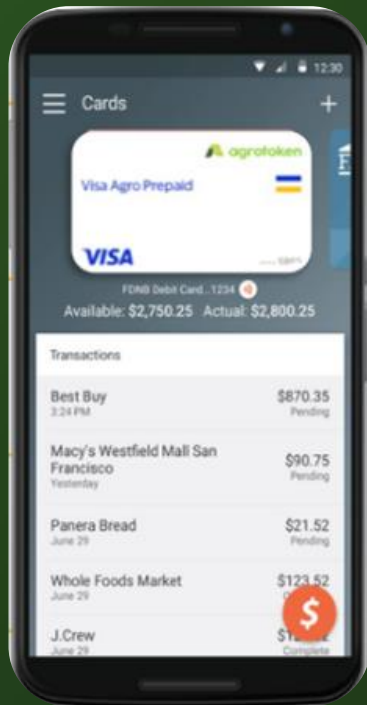 12:30
Cards
+
agrotoken
Visa Agro Prepaid
VISA
FDNB Debit Card...1234
Available: $2,750.25 Actual: $2,800.25
Transactions
Best Buy $870.35
3:24 PM Pending
Macy's Westfield Mall San
Francisco $90.75
Yesterday Pending
Panera Bread $21.52
June 29 Pending
Whole Foods Market $123.52
June 29
$
J.Crew
June 29 Complete